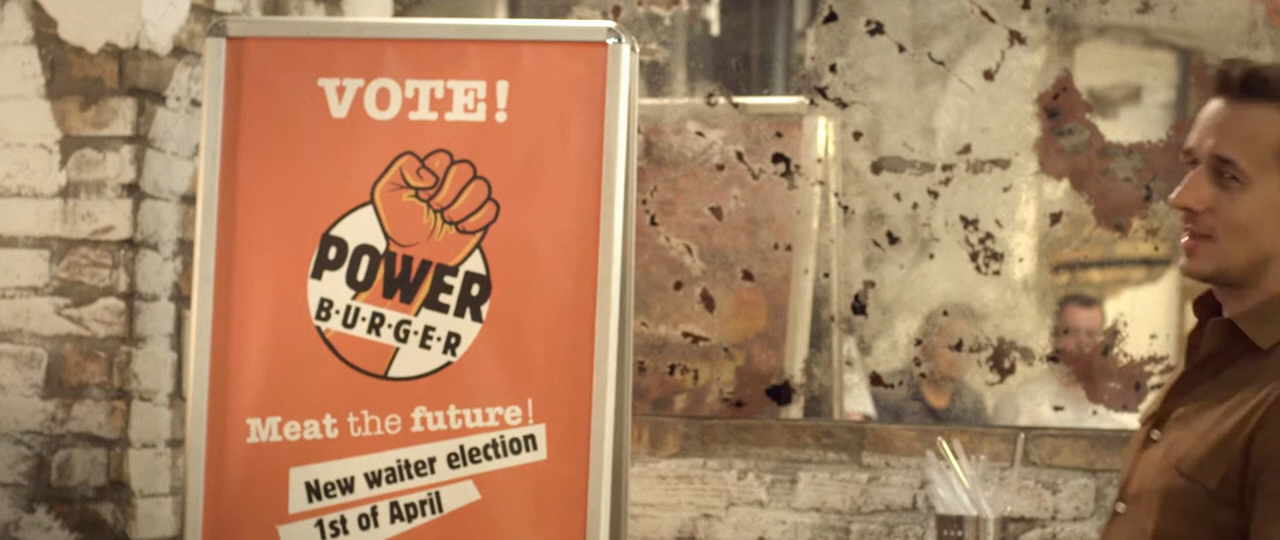 VOTE!
POWER
B·U·R·G·E·R
Meat the future!
New waiter election
1st of April